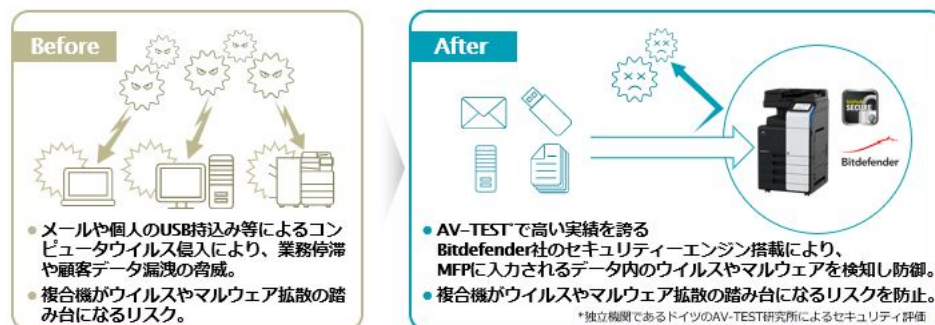 Before
● メールや個人のUSB持込み等によるコン
ピュータウイルス侵入により、業務停滞
や顧客データ漏洩の脅威。
● 複合機がウイルスやマルウェア拡散の踏
み台になるリスク。
After
SECURE
Bitdefender
● AV-TEST*で高い実績を誇る
Bitdefender社のセキュリティーエンジン搭載により、
MFPに入力されるデータ内のウイルスやマルウェアを検知し防御。
● 複合機がウイルスやマルウェア拡散の踏み台になるリスクを防止。
*独立機関であるドイツのAV-TEST研究所によるセキュリティ評価